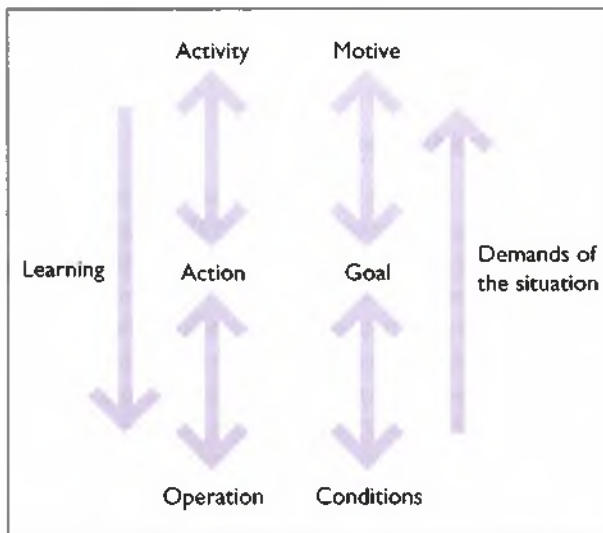 Activity Motive
Learning Action Goal Demands of
the situation
Operation Conditions